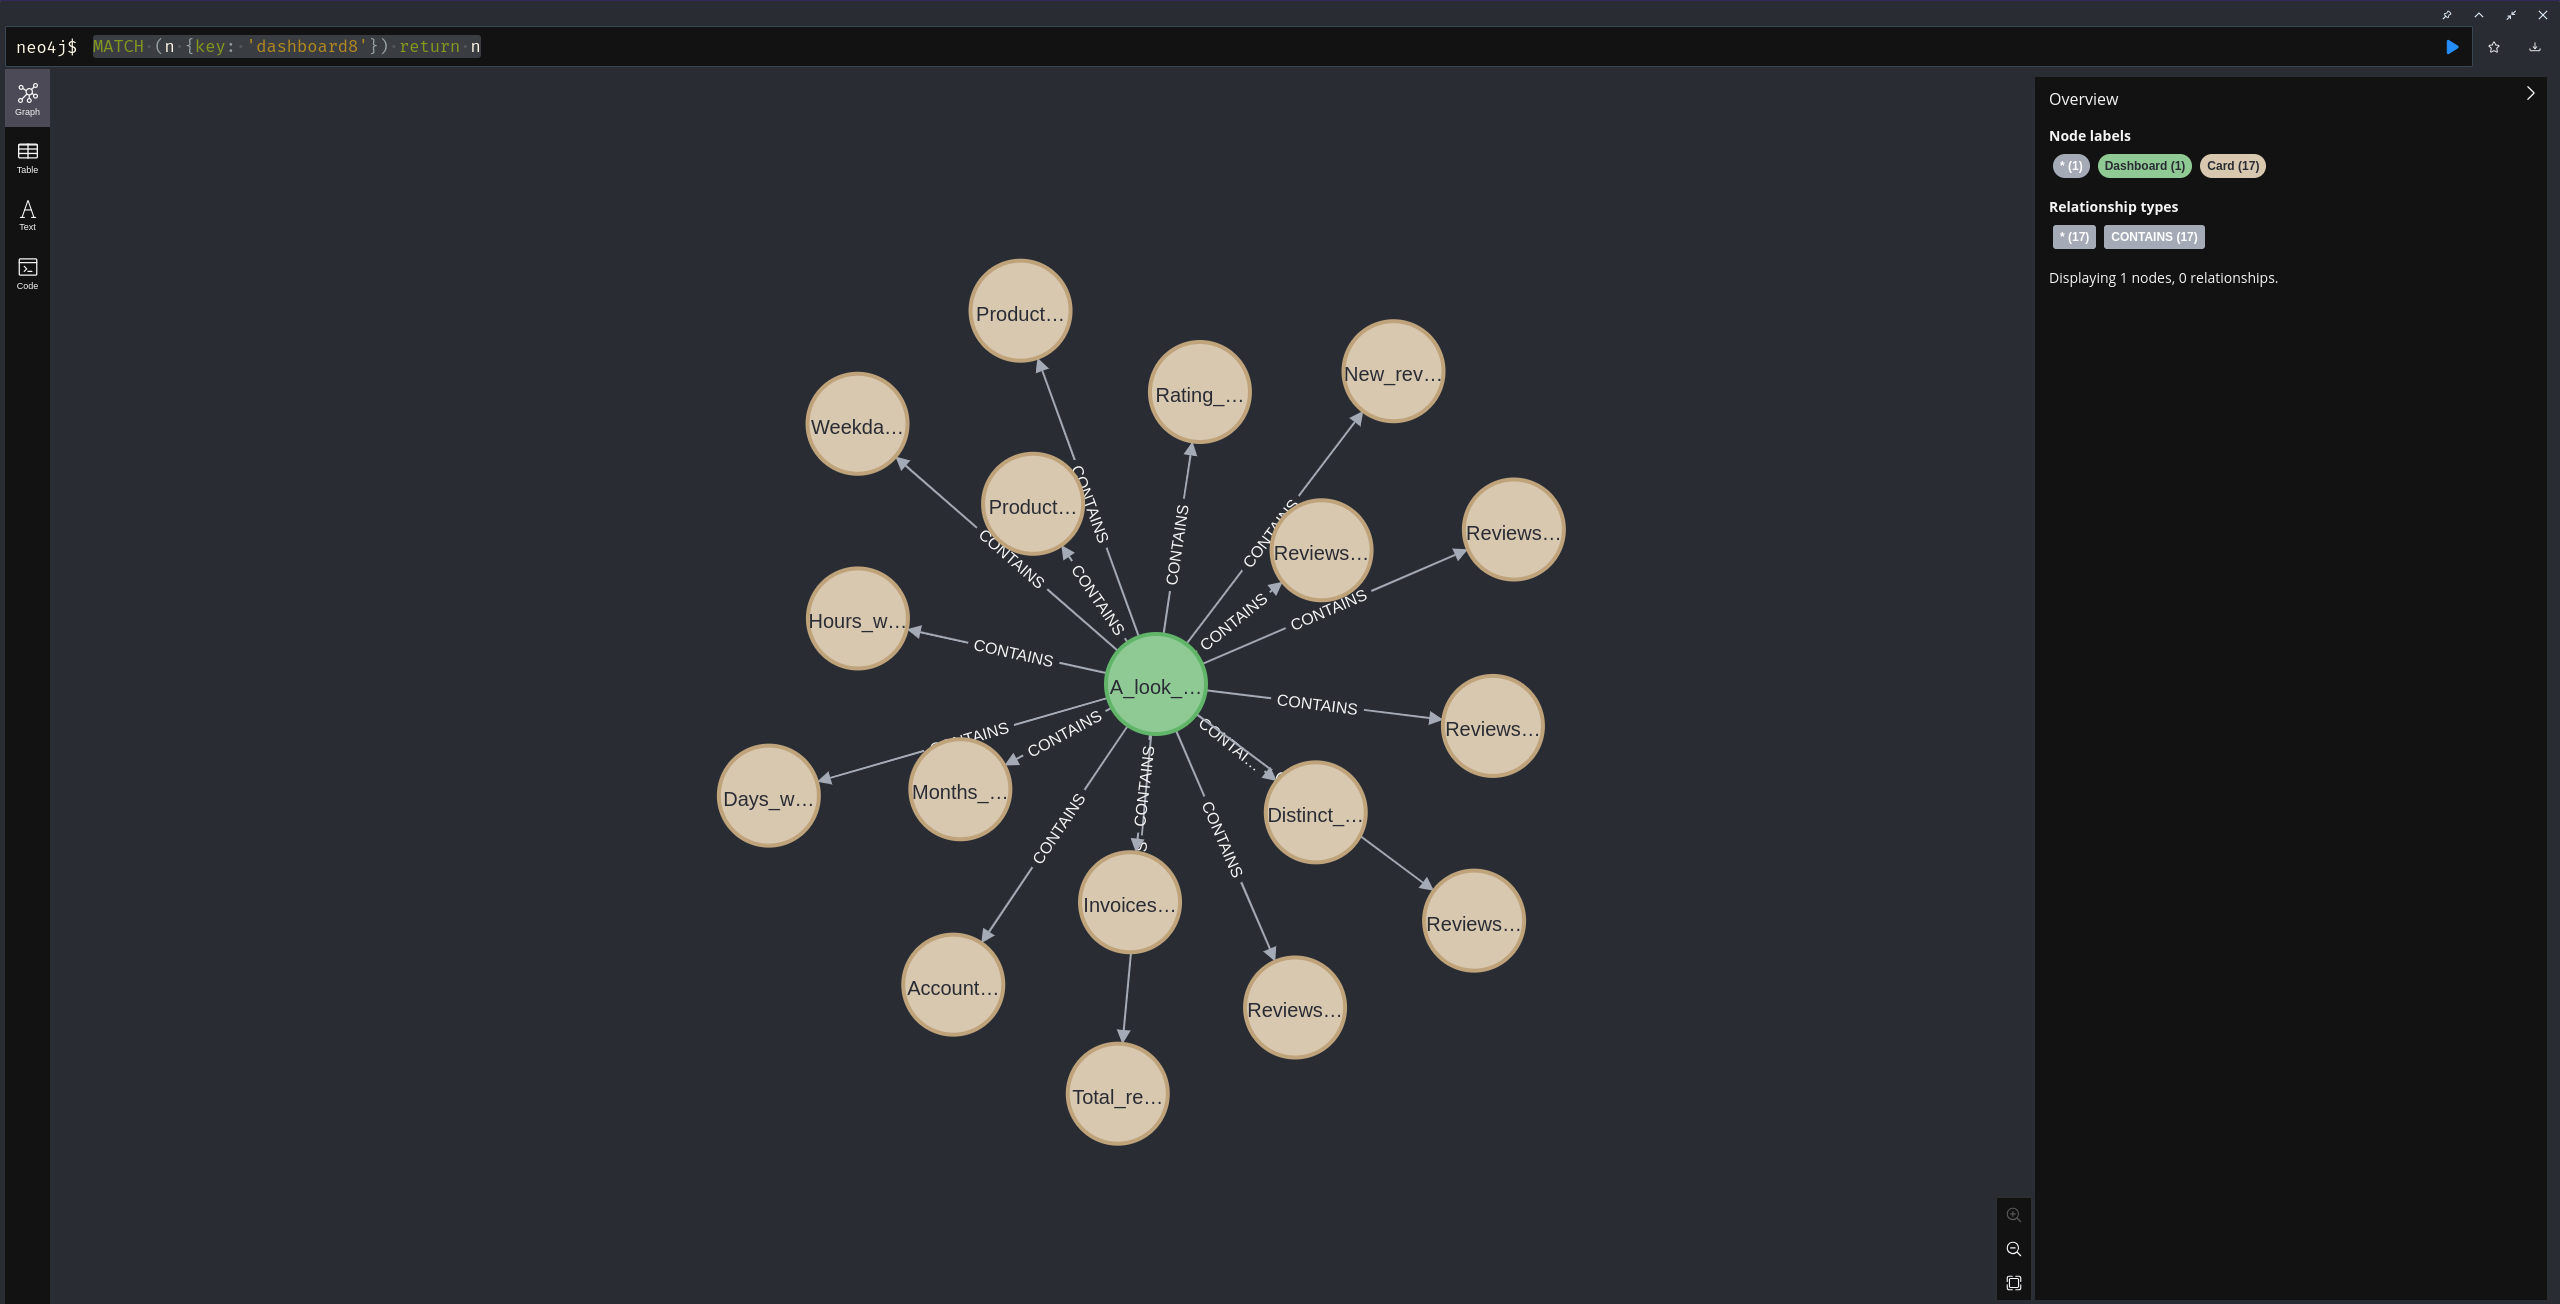 neo4j$ MATCH (n {key: 'dashboard8'}) return n
Graph
Table
Text
Code
Overview
Node labels
* (1) Dashboard (1) Card (17)
Relationship types
* (17) CONTAINS (17)
Displaying 1 nodes, 0 relationships.
Product…
New_rev…
Rating_…
Weekda…
Product…
Reviews…
Reviews…
Hours_w…
A_look_…
Reviews…
Days_w…
Months_…
Distinct_…
Invoices…
Reviews…
Account…
Reviews…
Total_re…
CONTAINS
CONTAINS
CONTAINS
CONTAINS
CONTAINS
CONTAINS
CONTAINS
CONTAINS
CONTAINS
CONTAINS
CONTAINS
CONTAI…
CONTAINS
CONTAINS
CONTAINS